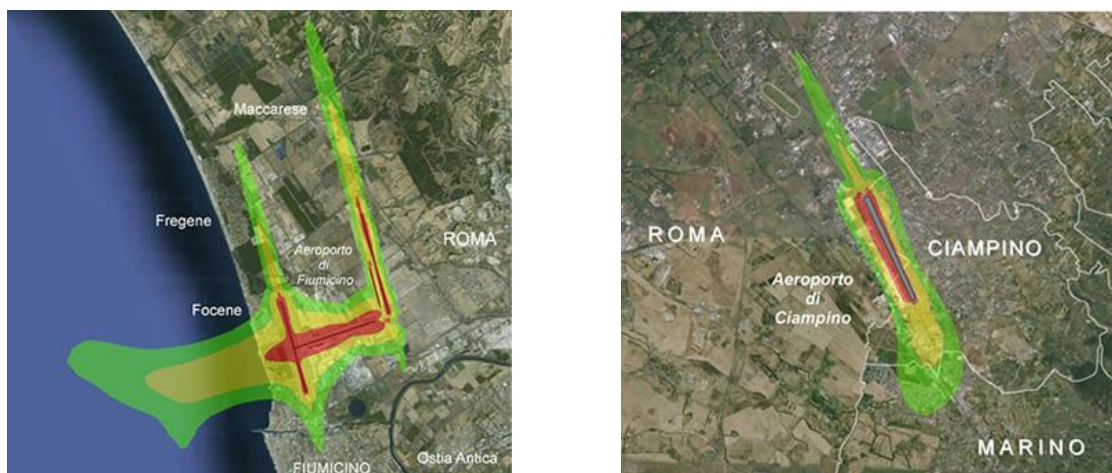 Maccarese
Fregene
ROMA
Aeroporto
di
Fiumicino
Focene
FIUMICINO
Ostia Antica
ROMA
CIAMPINO
Aeroporto
di
Ciampino
MARINO